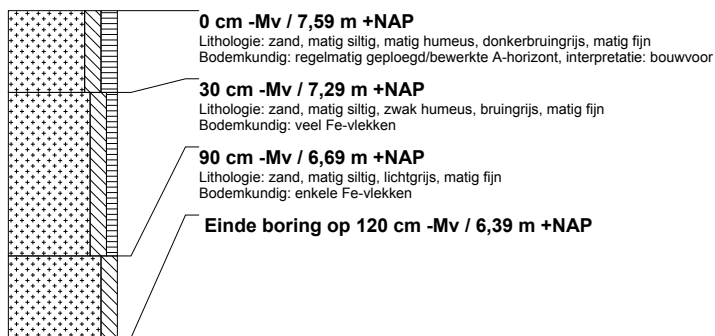 0 cm -Mv / 7,59 m +NAP
Lithologie: zand, matig siltig, matig humeus, donkerbruingrijs, matig fijn
Bodemkundig: regelmatig geploegd/bewerkte A-horizont, interpretatie: bouwvoor
30 cm -Mv / 7,29 m +NAP
Lithologie: zand, matig siltig, zwak humeus, bruingrijs, matig fijn
Bodemkundig: veel Fe-vlekken
90 cm -Mv / 6,69 m +NAP
Lithologie: zand, matig siltig, lichtgrijs, matig fijn
Bodemkundig: enkele Fe-vlekken
Einde boring op 120 cm -Mv / 6,39 m +NAP